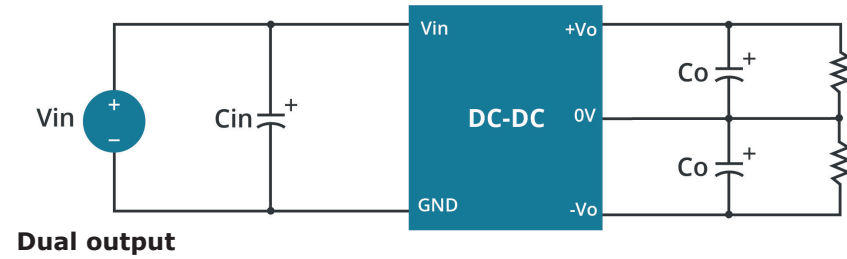 Vin
+Vo
Co
+
+
Vin
−
Cin
+
DC-DC
0V
Co
+
GND
-Vo
Dual output